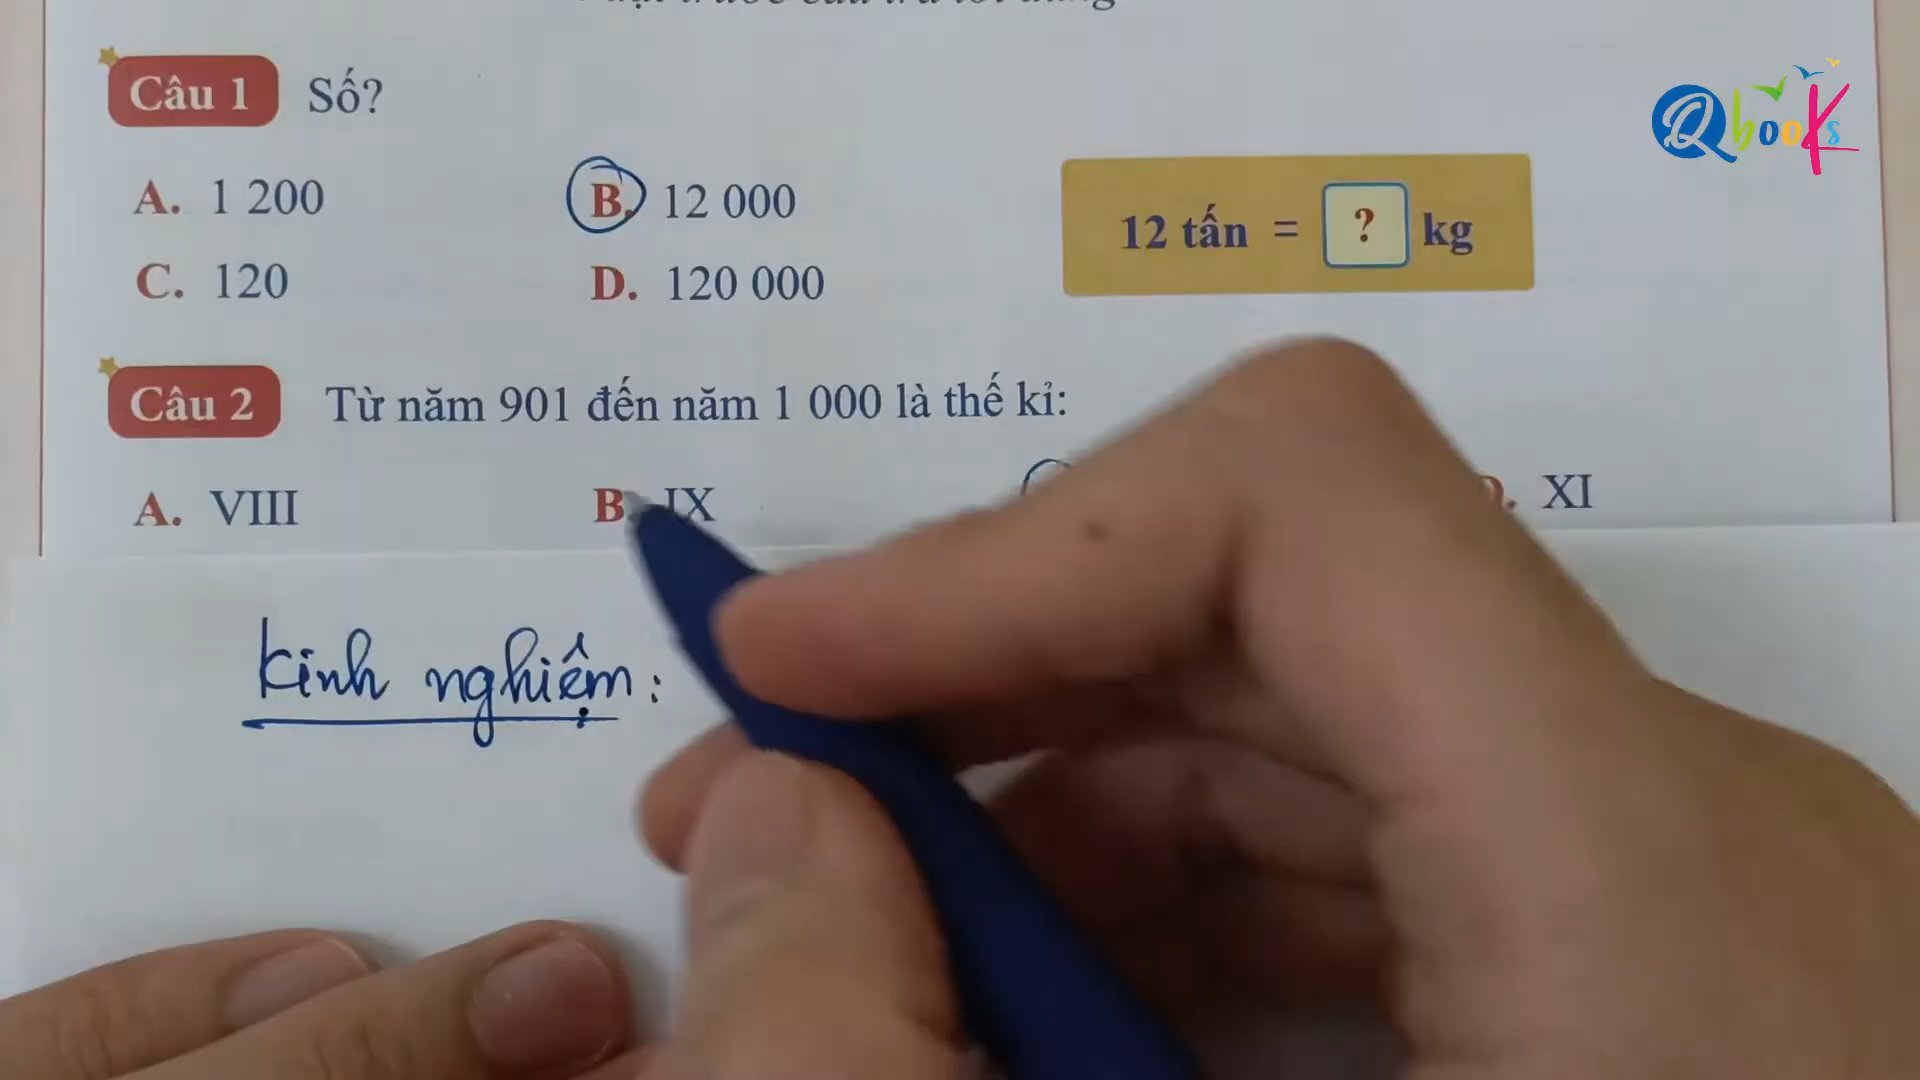 Câu 1 Số?
A. 1 200 B. 12 000
12 tấn = ? kg
C. 120 D. 120 000
Câu 2 Từ năm 901 đến năm 1 000 là thế kỉ:
A. VIII B IX XI
Kinh nghiệm:
Qbooks